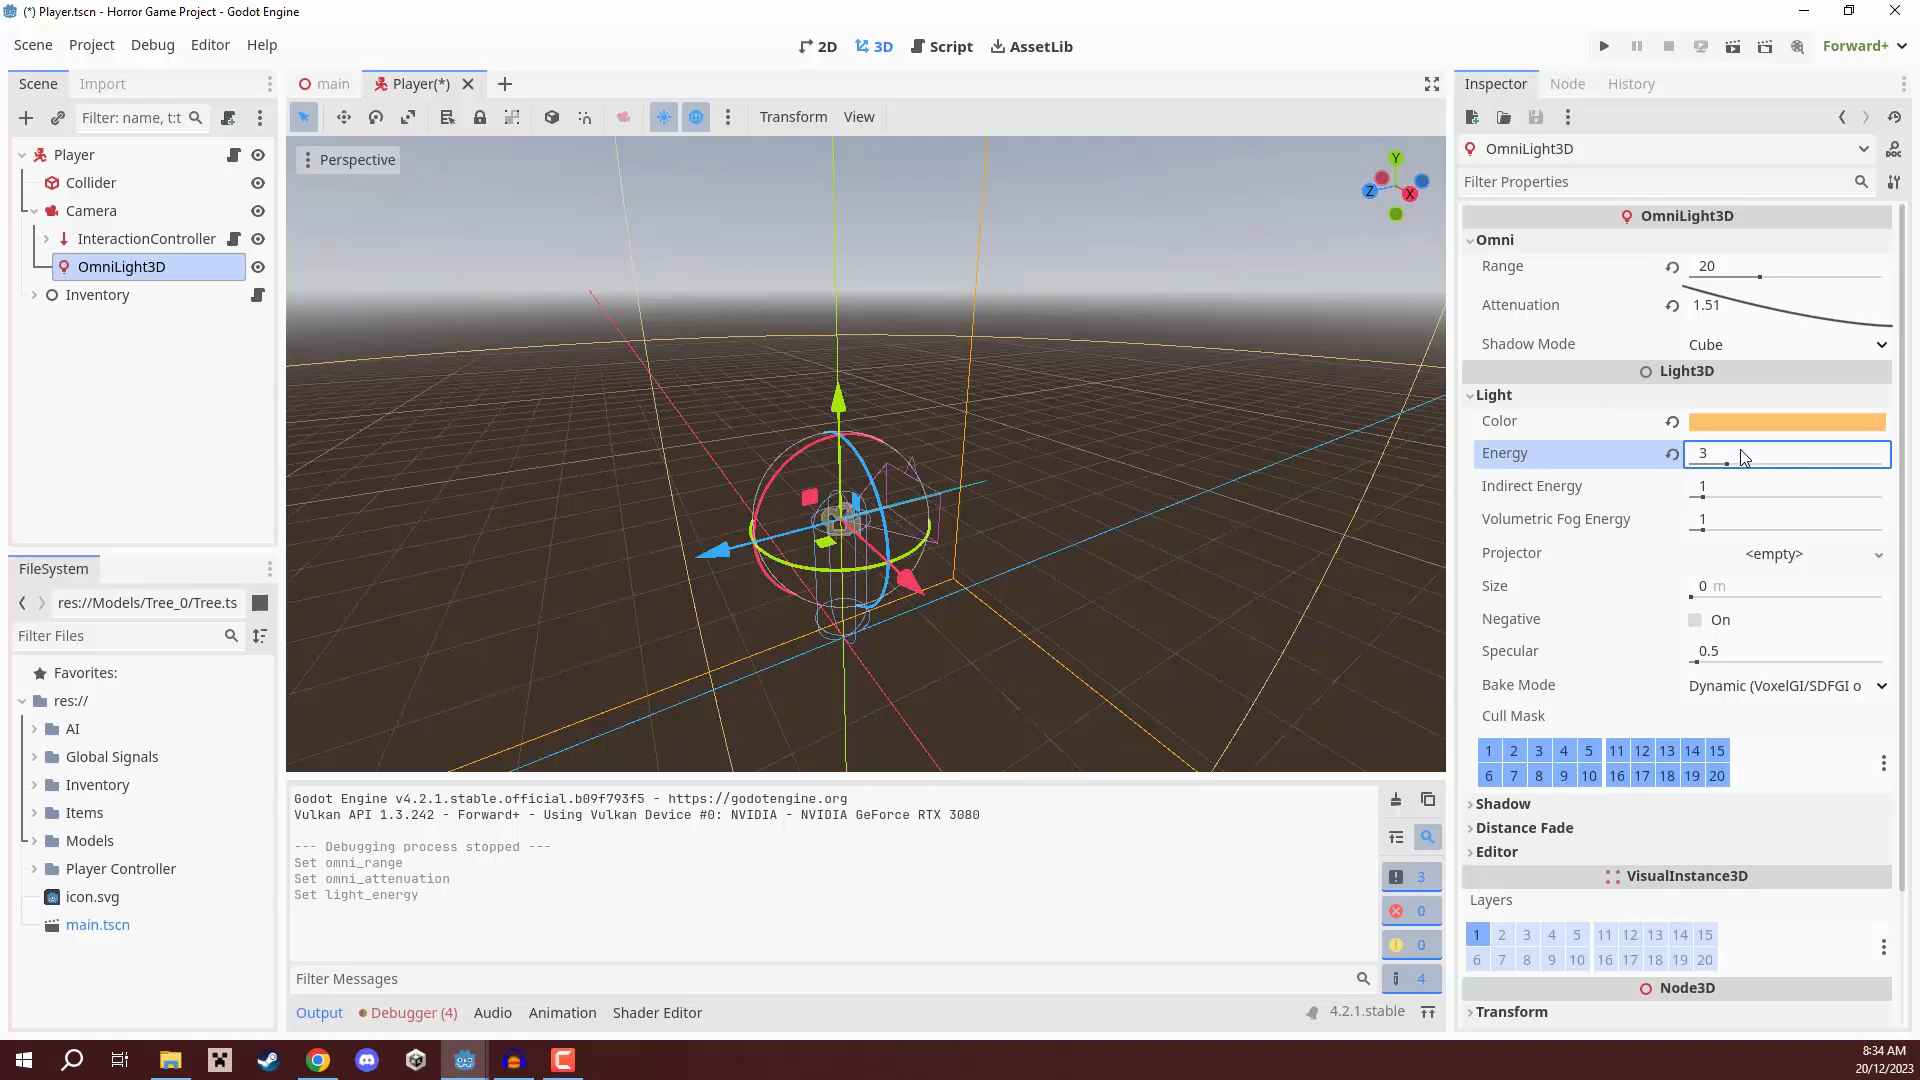 (*) Player.tscn - Horror Game Project - Godot Engine
Scene Project Debug Editor Help
2D 3D Script AssetLib
Forward+
Scene Import
Filter: name, t:t
Player
Collider
Camera
InteractionController
OmniLight3D
Inventory
FileSystem
res://Models/Tree_0/Tree.ts
Filter Files
Favorites:
res://
AI
Global Signals
Inventory
Items
Models
Player Controller
icon.svg
main.tscn
main Player(*)
Transform View
Perspective
Y
Z X
Godot Engine v4.2.1.stable.official.b09f793f5 - https://godotengine.org
Vulkan API 1.3.242 - Forward+ - Using Vulkan Device #0: NVIDIA - NVIDIA GeForce RTX 3080
--- Debugging process stopped ---
Set omni_range
Set omni_attenuation
Set light_energy
3
0
0
4
Filter Messages
Output Debugger (4) Audio Animation Shader Editor 4.2.1.stable
Inspector Node History
OmniLight3D
Filter Properties
OmniLight3D
Omni
Range 20
Attenuation 1.51
Shadow Mode Cube
Light3D
Light
Color
Energy 3
Indirect Energy 1
Volumetric Fog Energy 1
Projector <empty>
Size 0 m
Negative On
Specular 0.5
Bake Mode Dynamic (VoxelGI/SDFGI o
Cull Mask
1 2 3 4 5 11 12 13 14 15
6 7 8 9 10 16 17 18 19 20
Shadow
Distance Fade
Editor
VisualInstance3D
Layers
1 2 3 4 5 11 12 13 14 15
6 7 8 9 10 16 17 18 19 20
Node3D
Transform
8:34 AM
20/12/2023